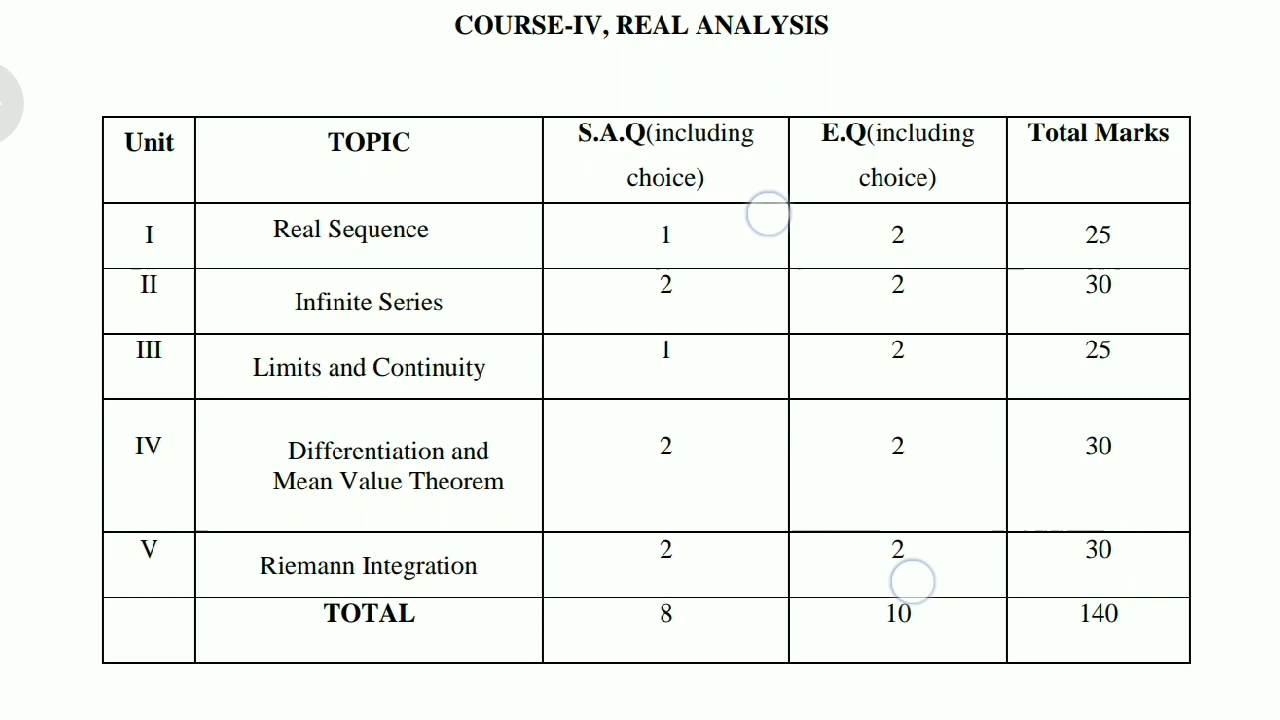 COURSE-IV, REAL ANALYSIS
Unit TOPIC S.A.Q(including choice) E.Q(including choice) Total Marks
I Real Sequence 1 2 25
II Infinite Series 2 2 30
III Limits and Continuity 1 2 25
IV Differentiation and Mean Value Theorem 2 2 30
V Riemann Integration 2 2 30
TOTAL 8 10 140